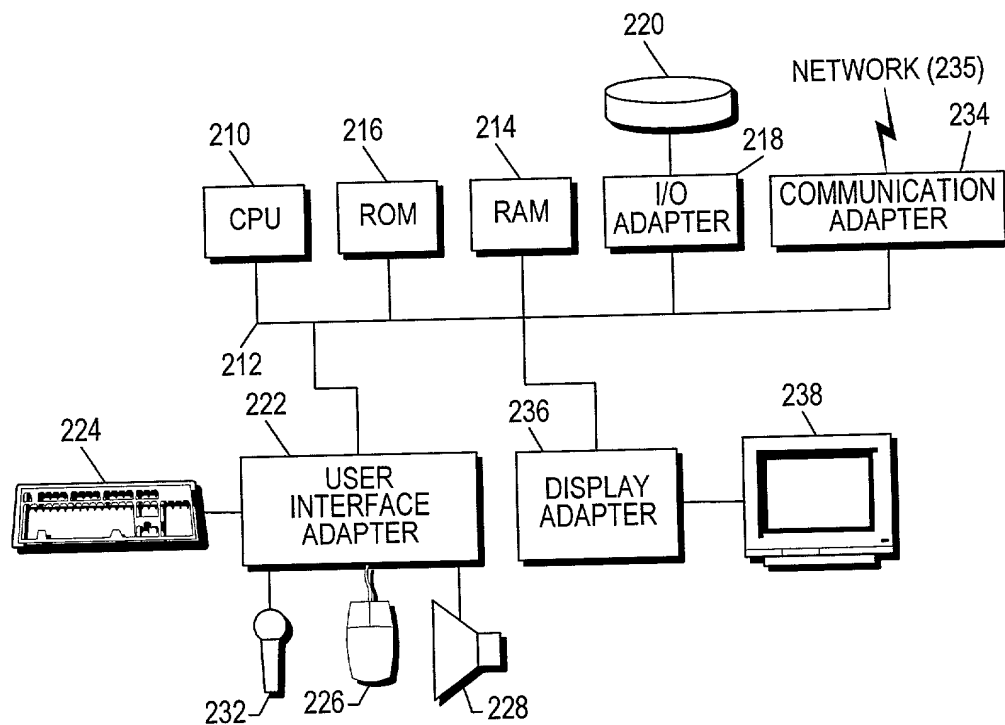 220
NETWORK (235)
210
216
214
218
234
CPU
ROM
RAM
I/O
ADAPTER
COMMUNICATION
ADAPTER
212
222
236
238
224
USER
INTERFACE
ADAPTER
DISPLAY
ADAPTER
232
226
228